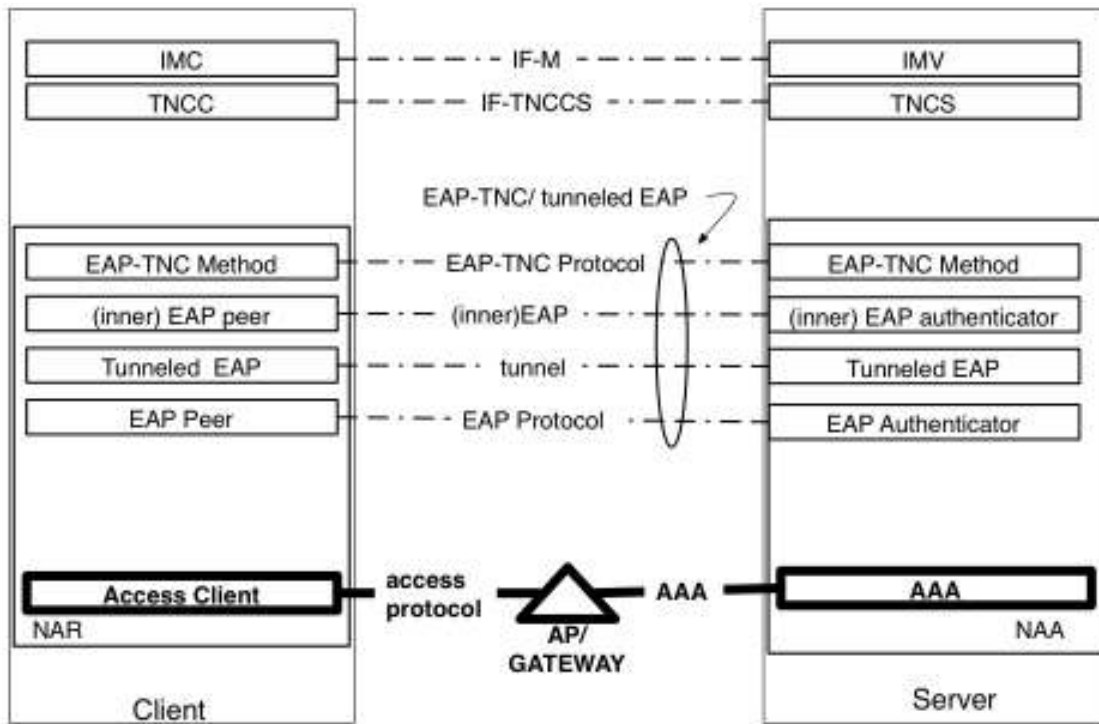 IMC IF-M IMV
TNCC IF-TNCCS TNCS
EAP-TNC/ tunneled EAP
EAP-TNC Method EAP-TNC Protocol EAP-TNC Method
(inner) EAP peer (inner)EAP (inner) EAP authenticator
Tunneled EAP tunnel Tunneled EAP
EAP Peer EAP Protocol EAP Authenticator
Access Client access protocol AAA AAA
NAR AP/ NAA
GATEWAY
Client Server